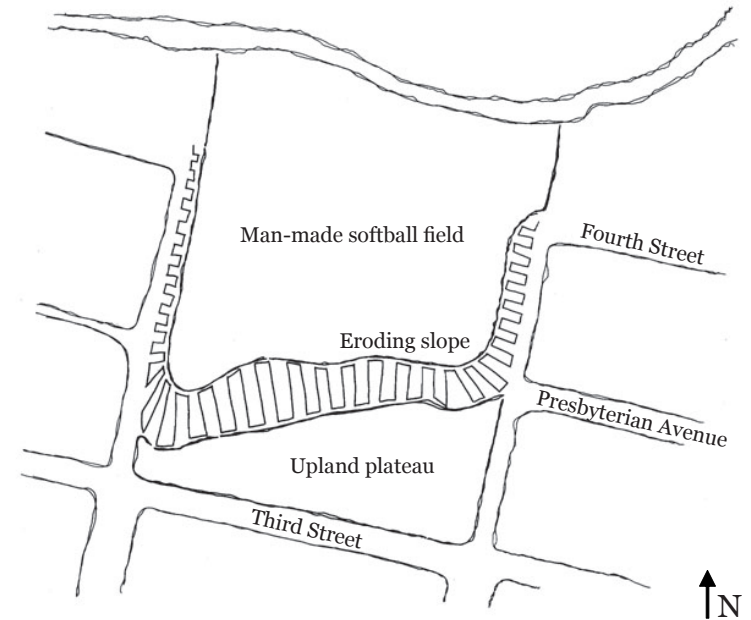 Fourth Street
Man-made softball field
Eroding slope
Presbyterian Avenue
Upland plateau
Third Street
N